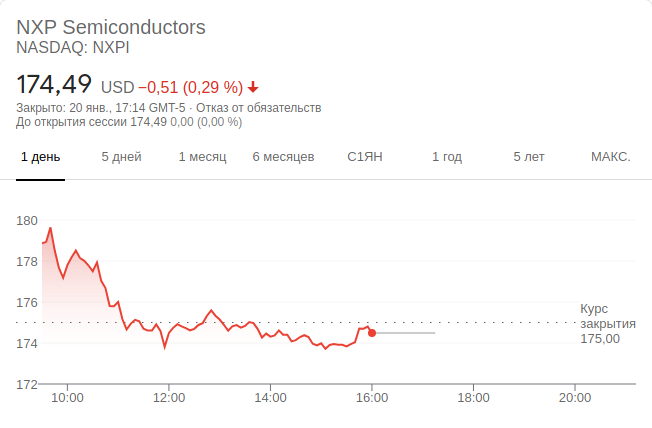 NXP Semiconductors
NASDAQ: NXPI
174,49 USD −0,51 (0,29 %)
Закрыто: 20 янв., 17:14 GMT-5 · Отказ от обязательств
До открытия сессии 174,49 0,00 (0,00 %)
1 день 5 дней 1 месяц 6 месяцев С1ЯН 1 год 5 лет МАКС.
180
178
176
174
172
Курс
закрытия
175,00
10:00 12:00 14:00 16:00 18:00 20:00